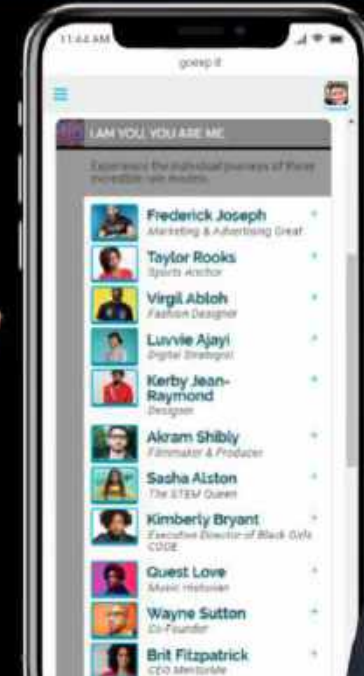 11:44 AM
goexp it
I AM YOU, YOU ARE ME.
Experience the individual journeys of these
incredible role models.
Frederick Joseph
Marketing & Advertising Great
Taylor Rooks
Sports Anchor
Virgil Abloh
Fashion Designer
Luvvie Ajayi
Digital Strategist
Kerby Jean-
Raymond
Designer
Akram Shibly
Filmmaker & Producer
Sasha Alston
The STEM Queen
Kimberly Bryant
Executive Director of Black Girls
CODE
Quest Love
Music Historian
Wayne Sutton
Co-Founder
Brit Fitzpatrick
CEO MentorMe